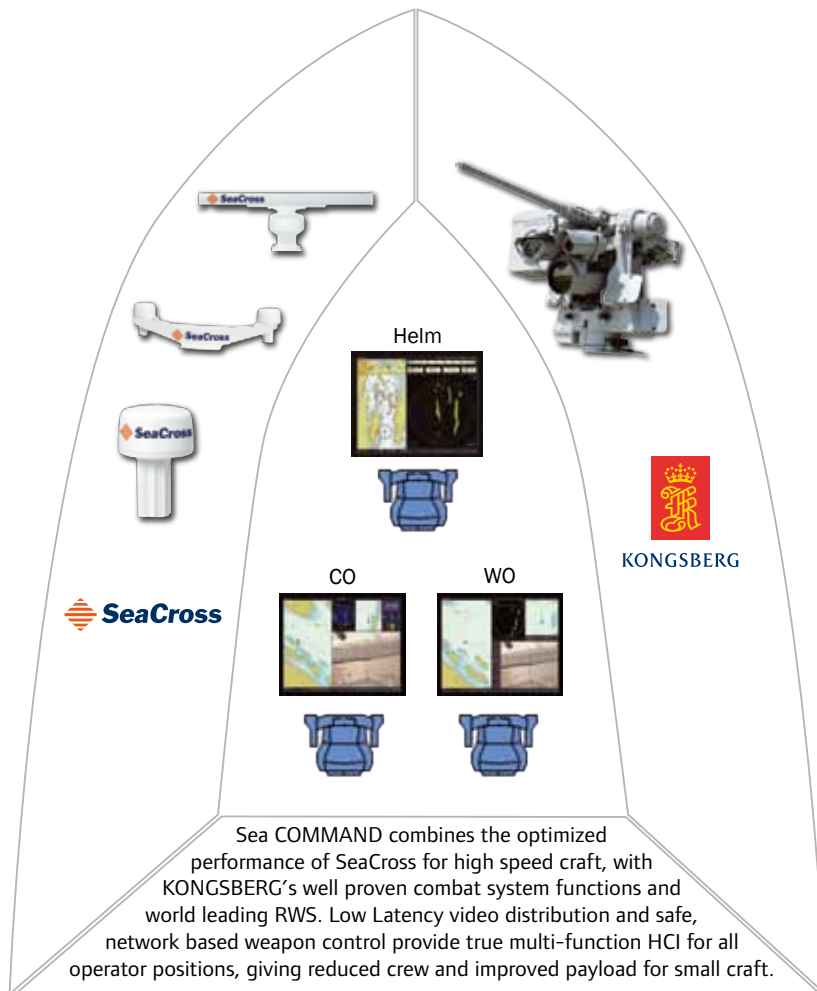 SeaCross
SeaCross
Helm
SeaCross
KONGSBERG
CO
WO
SeaCross
Sea COMMAND combines the optimized
performance of SeaCross for high speed craft, with
KONGSBERG′s well proven combat system functions and
world leading RWS. Low Latency video distribution and safe,
network based weapon control provide true multi-function HCI for all
operator positions, giving reduced crew and improved payload for small craft.